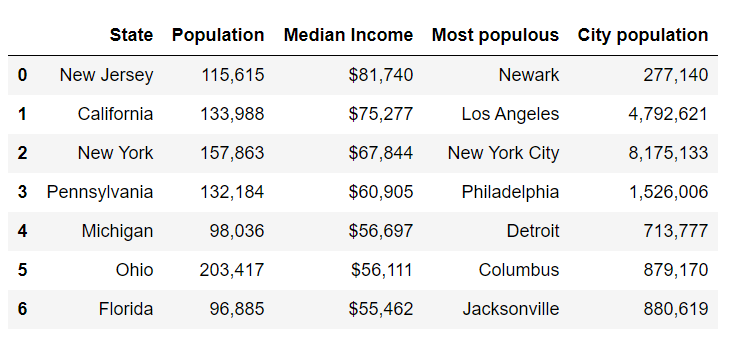 State Population Median Income Most populous City population
0 New Jersey 115,615 $81,740 Newark 277,140
1 California 133,988 $75,277 Los Angeles 4,792,621
2 New York 157,863 $67,844 New York City 8,175,133
3 Pennsylvania 132,184 $60,905 Philadelphia 1,526,006
4 Michigan 98,036 $56,697 Detroit 713,777
5 Ohio 203,417 $56,111 Columbus 879,170
6 Florida 96,885 $55,462 Jacksonville 880,619